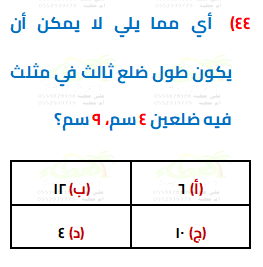 ٤٤) أي مما يلي لا يمكن أن
يكون طول ضلع ثالث في مثلث
فيه ضلعين ٤ سم، ٩ سم؟
(أ) ٦
(ب) ١٢
(ج) ١٠
(د) ٤